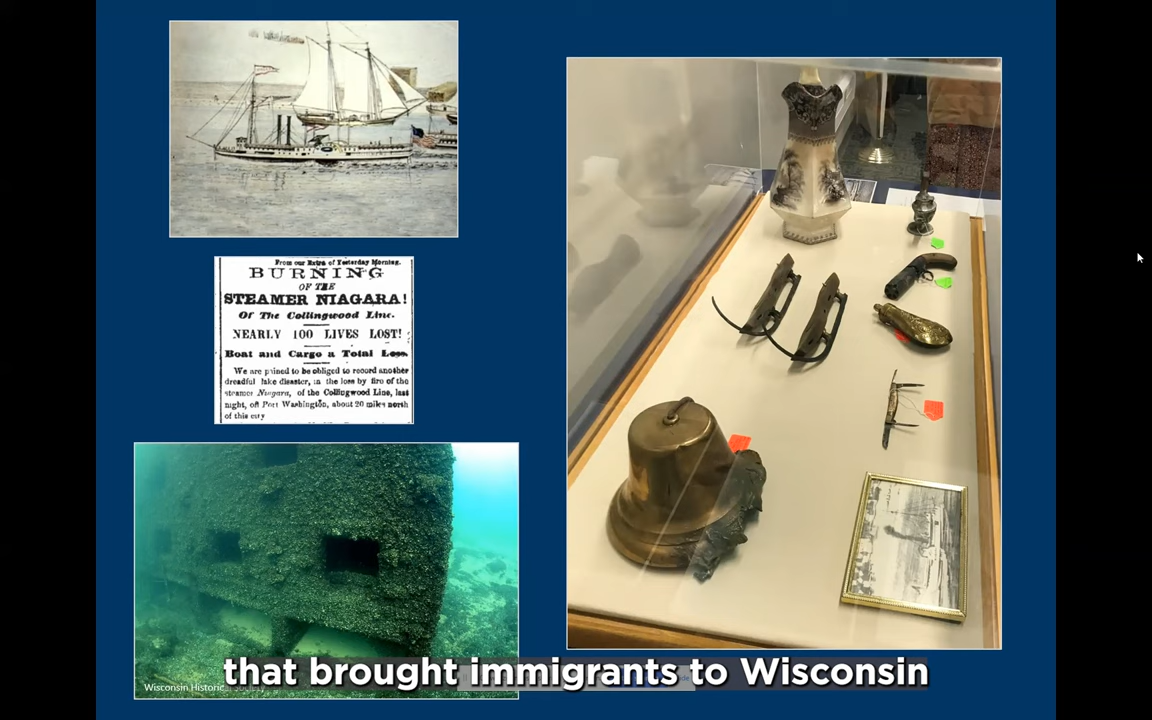 From our Extra of Yesterday Morning.
BURNING
OF THE
STEAMER NIAGARA!
Of The Collingwood Line.
NEARLY 100 LIVES LOST!
Boat and Cargo a Total Loss.
We are pained to be obliged to record another
dreadful lake disaster, in the loss by fire of the
steamer Niagara, of the Collingwood Line, last
night, off Port Washington, about 20 miles north
of this city
Wisconsin Historical Society
that brought immigrants to Wisconsin